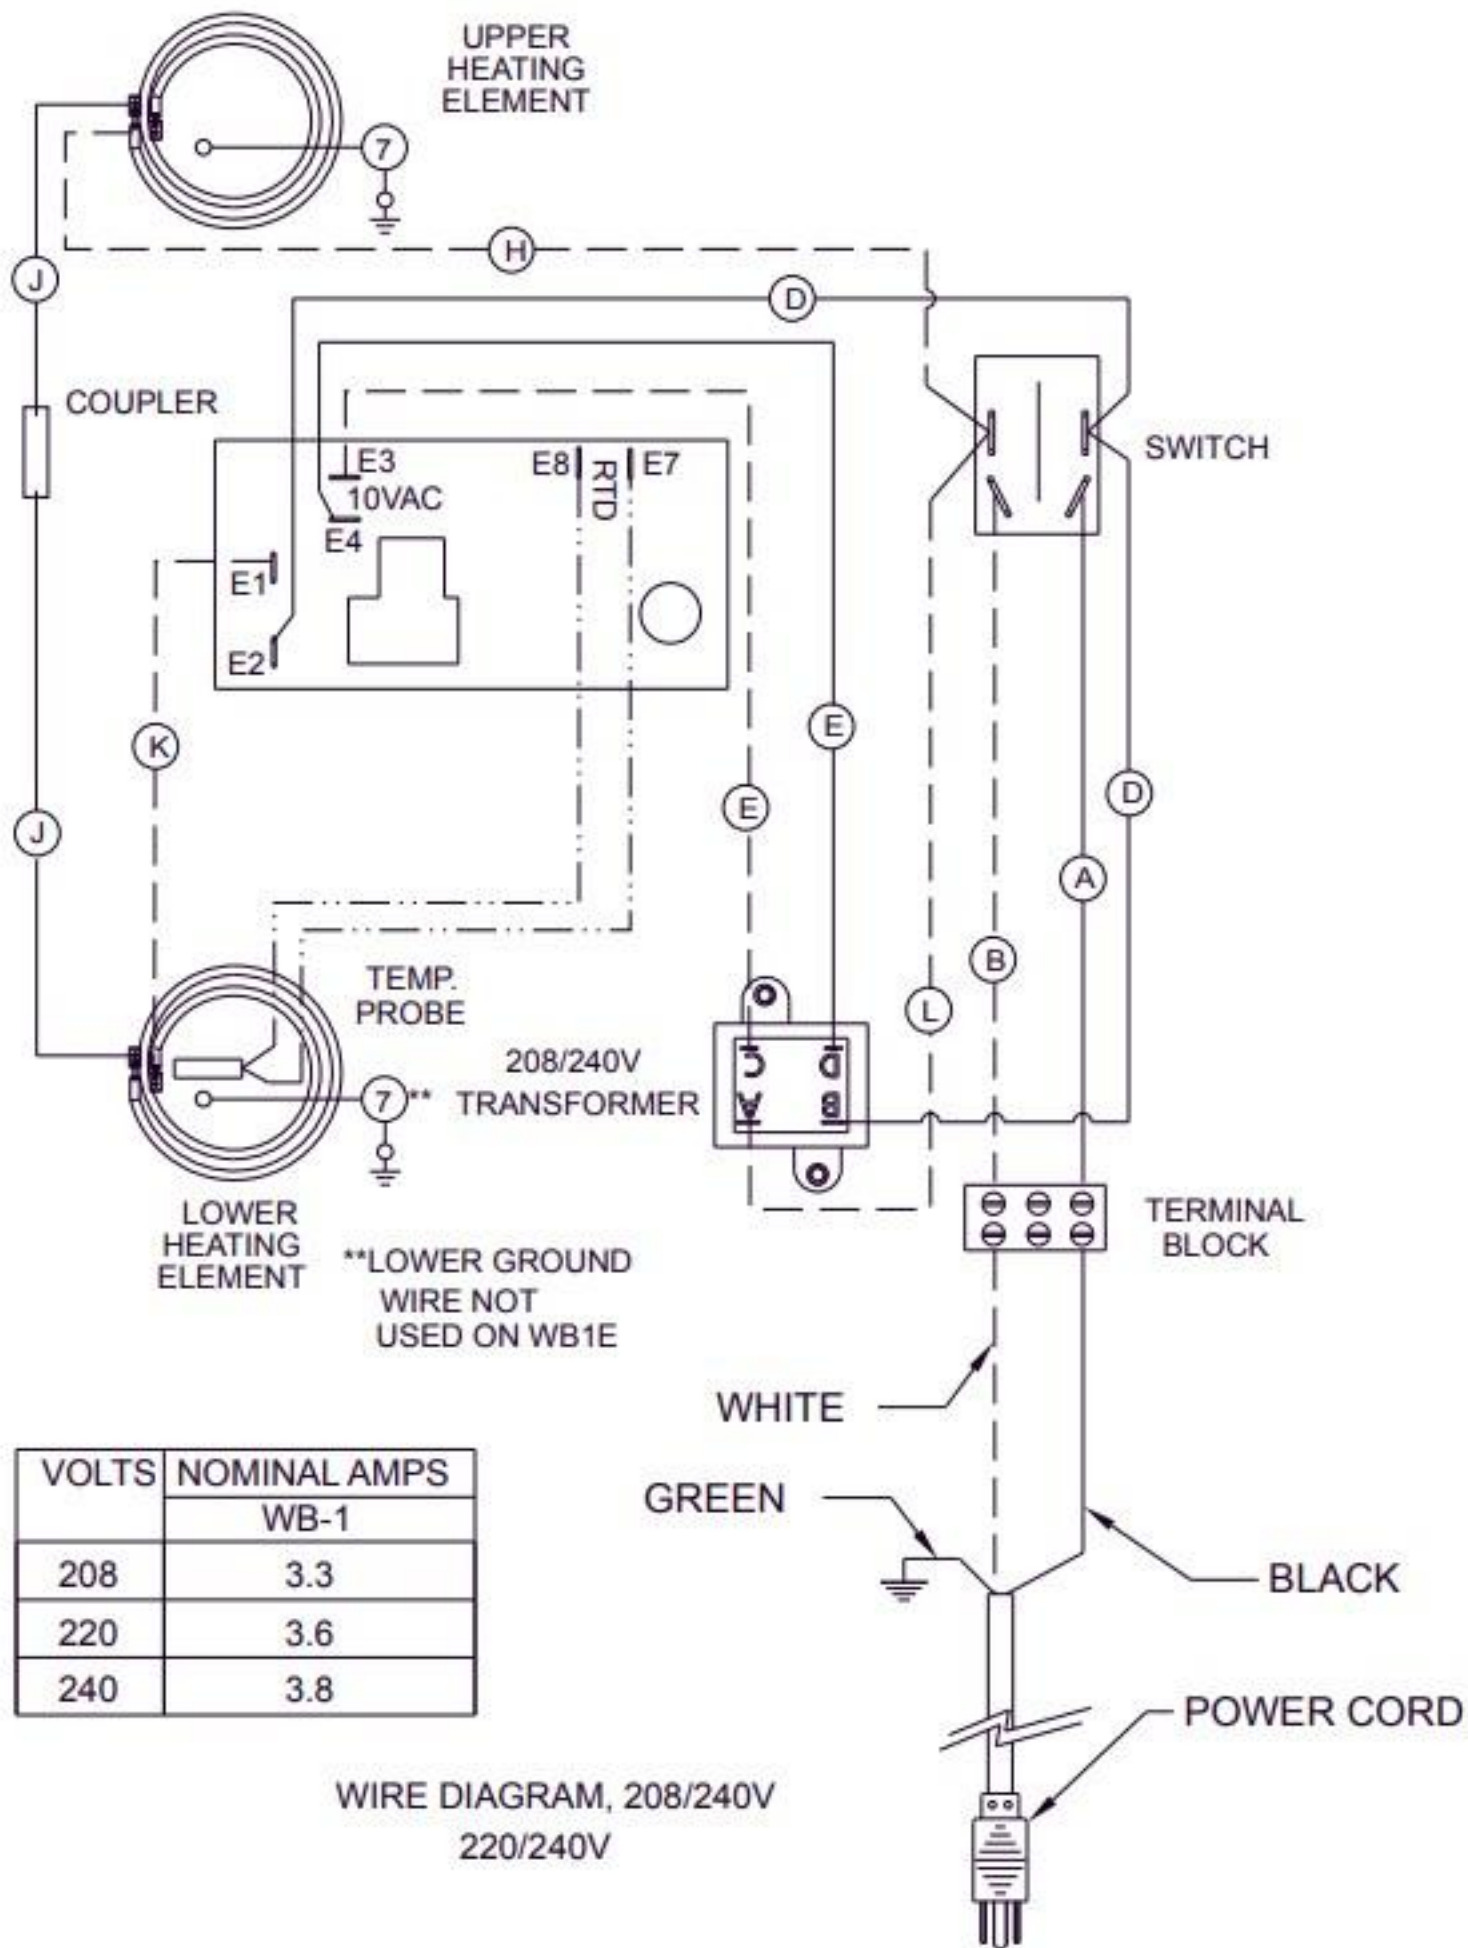 UPPER
HEATING
ELEMENT
7
H
J
D
COUPLER
SWITCH
E3
10VAC
E4
E8
RTD
E7
E1
E2
K
E
E
D
J
A
B
L
TEMP.
PROBE
7**
208/240V
TRANSFORMER
C
D
A
B
LOWER
HEATING
ELEMENT
**LOWER GROUND
WIRE NOT
USED ON WB1E
TERMINAL
BLOCK
WHITE
GREEN
BLACK
POWER CORD
VOLTS NOMINAL AMPS
WB-1
208 3.3
220 3.6
240 3.8
WIRE DIAGRAM, 208/240V
220/240V